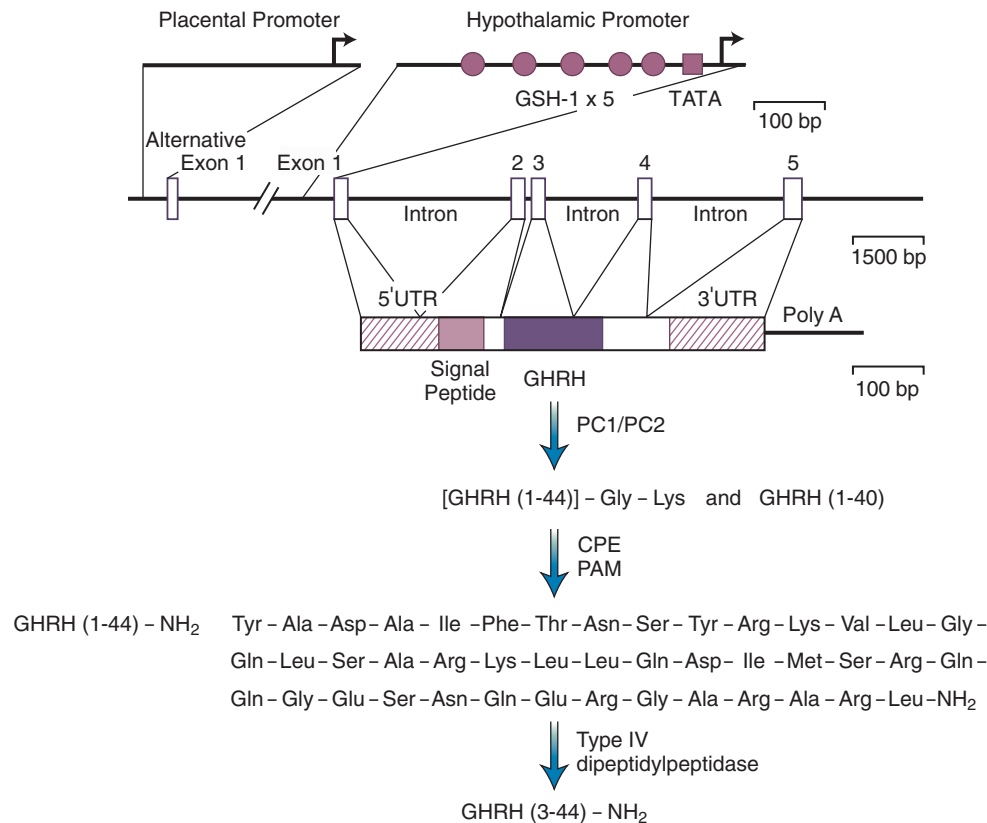 Placental Promoter
Hypothalamic Promoter
GSH-1 x 5
TATA
100 bp
Alternative
Exon 1
Exon 1
2
3
4
5
Intron
Intron
Intron
1500 bp
5'UTR
3'UTR
Poly A
Signal
Peptide
GHRH
100 bp
PC1/PC2
[GHRH (1-44)] – Gly – Lys and GHRH (1-40)
CPE
PAM
GHRH (1-44) – NH2 Tyr – Ala – Asp – Ala – Ile – Phe – Thr – Asn – Ser – Tyr – Arg – Lys – Val – Leu – Gly –
Gln – Leu – Ser – Ala – Arg – Lys – Leu – Leu – Gln – Asp – Ile – Met – Ser – Arg – Gln –
Gln – Gly – Glu – Ser – Asn – Gln – Glu – Arg – Gly – Ala – Arg – Ala – Arg – Leu – NH2
Type IV
dipeptidylpeptidase
GHRH (3-44) – NH2